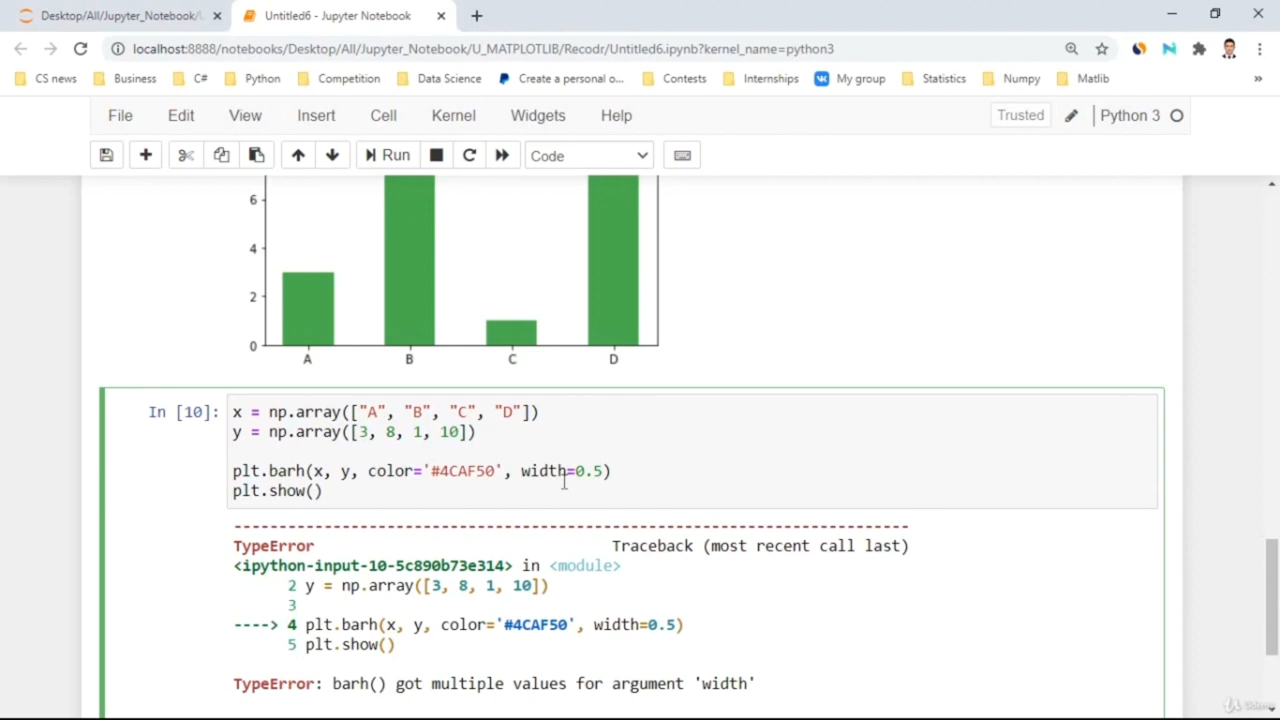 Desktop/All/Jupyter_Notebook/
Untitled6 - Jupyter Notebook
localhost:8888/notebooks/Desktop/All/Jupyter_Notebook/U_MATPLOTLIB/Recodr/Untitled6.ipynb?kernel_name=python3
CS news Business C# Python Competition Data Science Create a personal o... Contests Internships My group Statistics Numpy Matlib »
File Edit View Insert Cell Kernel Widgets Help Trusted Python 3
Run Code
6
4
2
0
A B C D
In [10]: x = np.array(["A", "B", "C", "D"])
y = np.array([3, 8, 1, 10])
plt.barh(x, y, color='#4CAF50', width=0.5)
plt.show()
---------------------------------------------------------------------------
TypeError Traceback (most recent call last)
<ipython-input-10-5c890b73e314> in <module>
2 y = np.array([3, 8, 1, 10])
3
----> 4 plt.barh(x, y, color='#4CAF50', width=0.5)
5 plt.show()
TypeError: barh() got multiple values for argument 'width'